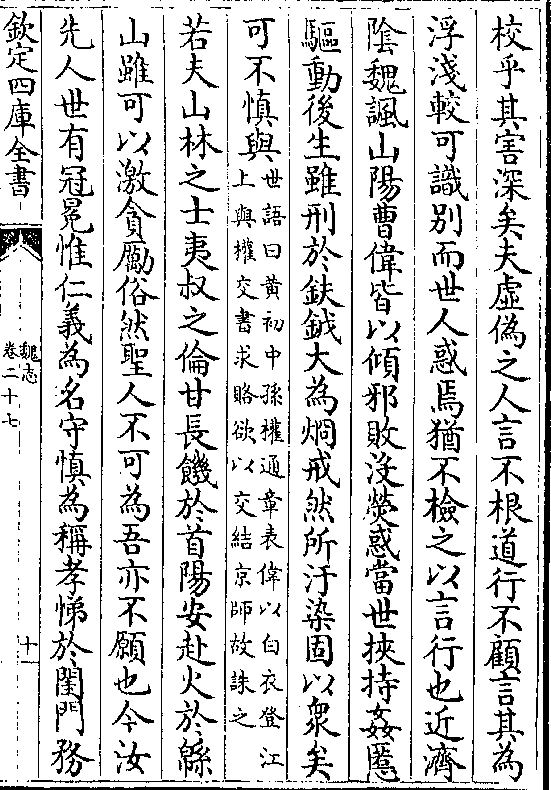 校乎其害深矣夫虛偽之人言不根道行不顧言其為
浮淺較可識別而世人惑焉猶不檢之以言行也近濟
隂魏諷山陽曹偉皆以傾邪敗没熒惑當世挾持姦慝
驅動後生雖刑於鈇鉞大為烱戒然所汙染固以衆矣
可不慎與世語曰黄初中孫權通章表偉以白衣登江
上與權交書求賂欲以交結京師故誅之
若夫山林之士夷叔之倫甘長饑於首陽安赴火於緜
山雖可以激貪勵俗然聖人不可為吾亦不願也今汝
先人世有冠冕惟仁義為名守慎為稱孝悌於閨門務
欽定四庫全書
魏志
卷二十七
十一